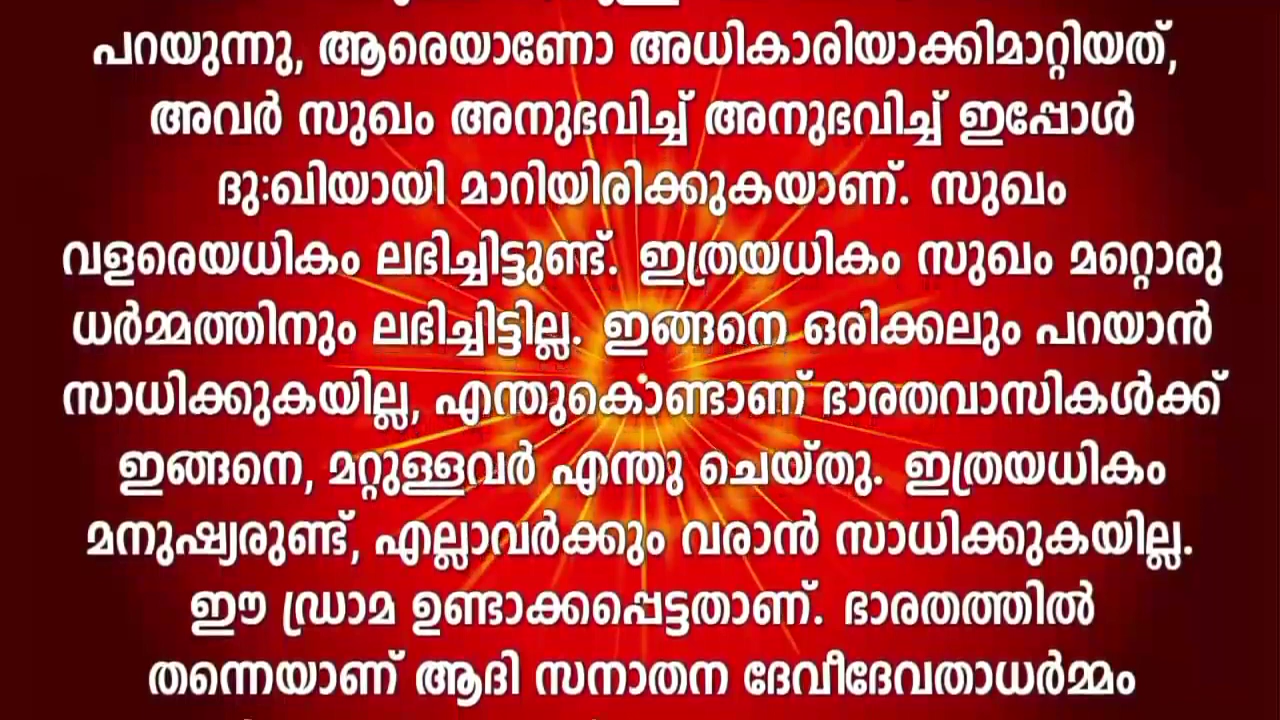 പറയുന്നു, ആരെയാണോ അധികാരിയാക്കിമാറ്റിയത്,
അവർ സുഖം അനുഭവിച്ച് അനുഭവിച്ച് ഇപ്പോൾ
ദു:ഖിയായി മാറിയിരിക്കുകയാണ്. സുഖം
വളരെയധികം ലഭിച്ചിട്ടുണ്ട്. ഇത്രയധികം സുഖം മറ്റൊരു
ധർമ്മത്തിനും ലഭിച്ചിട്ടില്ല. ഇങ്ങനെ ഒരിക്കലും പറയാൻ
സാധിക്കുകയില്ല, എന്തുകൊണ്ടാണ് ഭാരതവാസികൾക്ക്
ഇങ്ങനെ, മറ്റുള്ളവർ എന്തു ചെയ്തു. ഇത്രയധികം
മനുഷ്യരുണ്ട്, എല്ലാവർക്കും വരാൻ സാധിക്കുകയില്ല.
ഈ ഡ്രാമ ഉണ്ടാക്കപ്പെട്ടതാണ്. ഭാരതത്തിൽ
തന്നെയാണ് ആദി സനാതന ദേവീദേവതാധർമ്മം